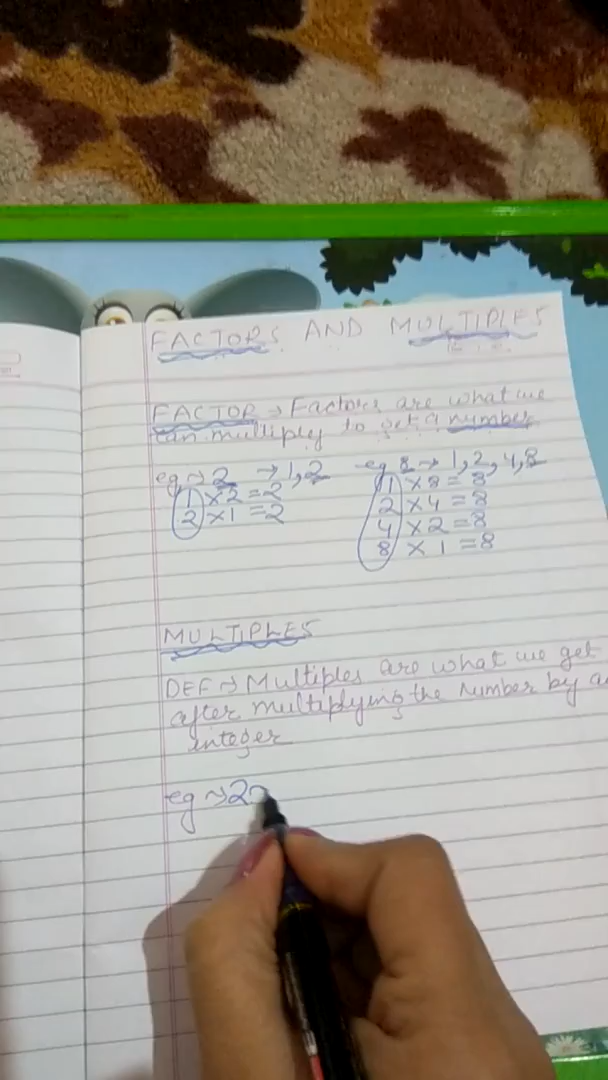 FACTORS AND MULTIPLES
FACTOR → Factors are what we
can multiply to get a number
eg → 2 → 1, 2
1 × 2 = 2
2 × 1 = 2
eg 8 → 1, 2, 4, 8
1 × 8 = 8
2 × 4 = 8
4 × 2 = 8
8 × 1 = 8
MULTIPLES
DEF → Multiples are what we get
after multiplying the number by an
integer
eg → 2